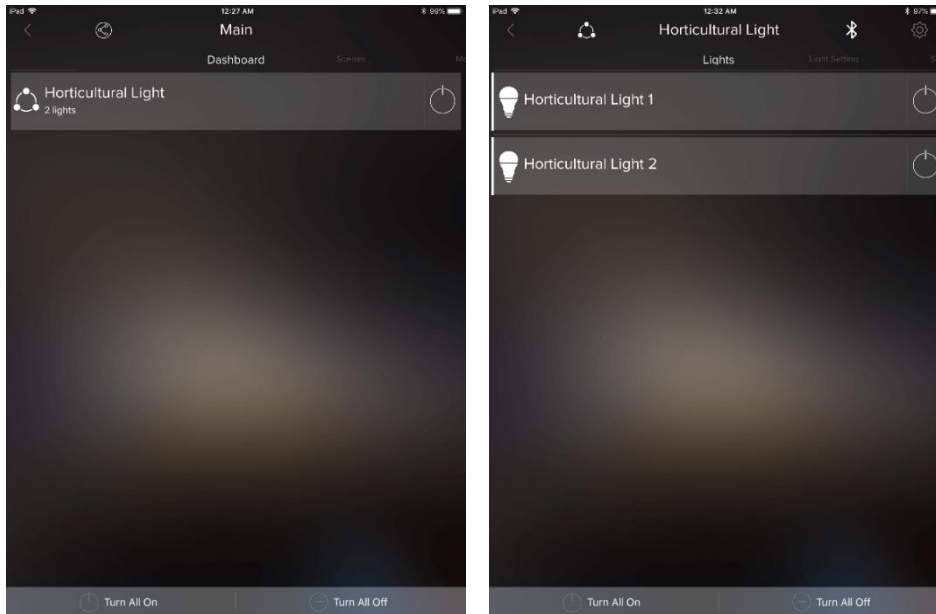 iPad
12:27 AM
99%
Main
Dashboard
Scenes
Horticultural Light
2 lights
Turn All On
Turn All Off
iPad
12:32 AM
97%
Horticultural Light
Lights
Light Setting
S
Horticultural Light 1
Horticultural Light 2
Turn All On
Turn All Off